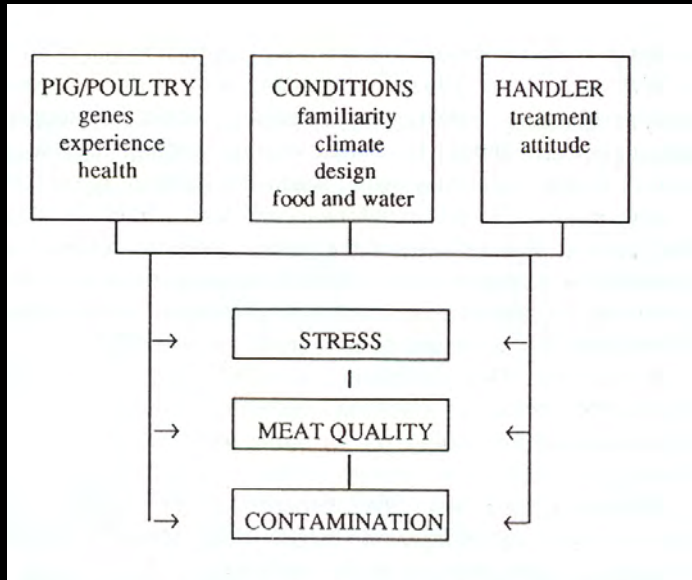 PIG/POULTRY
genes
experience
health
CONDITIONS
familiarity
climate
design
food and water
HANDLER
treatment
attitude
STRESS
MEAT QUALITY
CONTAMINATION